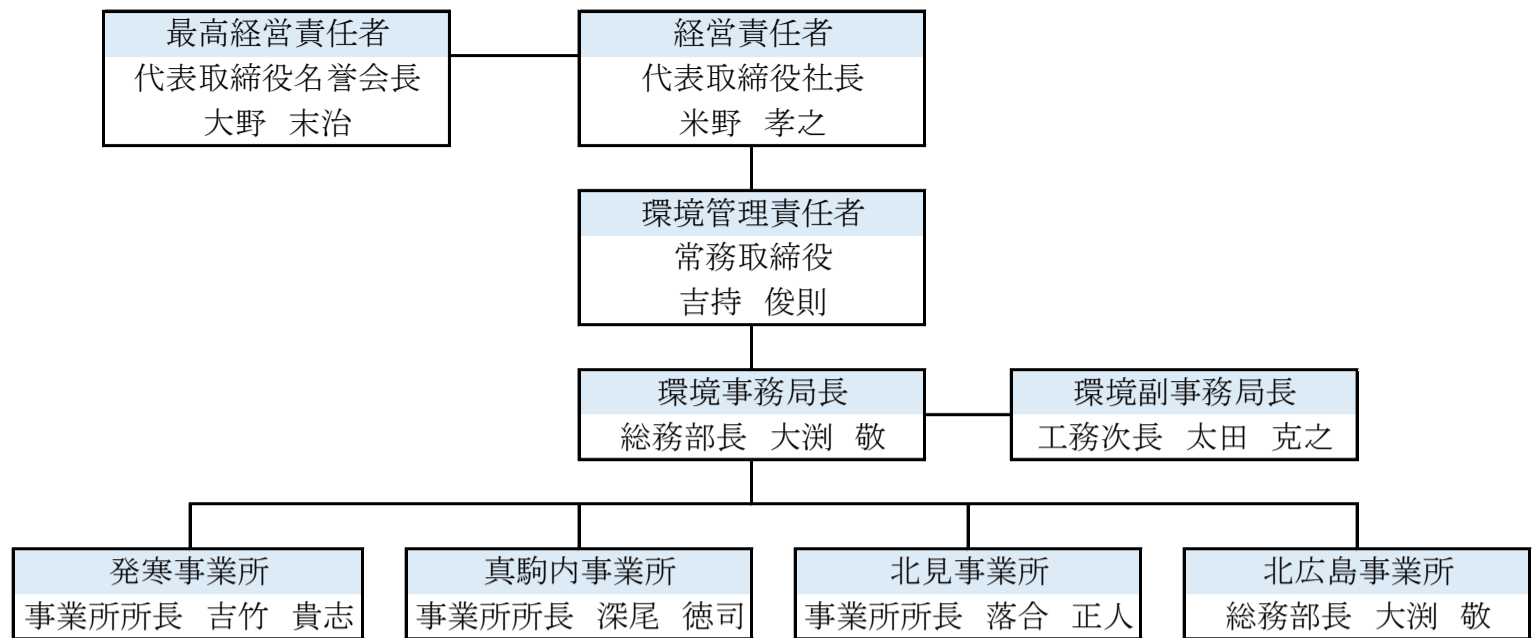 最高経営責任者
代表取締役名誉会長
大野 末治
経営責任者
代表取締役社長
米野 孝之
環境管理責任者
常務取締役
吉持 俊則
環境事務局長
総務部長 大渕 敬
環境副事務局長
工務次長 太田 克之
発寒事業所
事業所所長 吉竹 貴志
真駒内事業所
事業所所長 深尾 徳司
北見事業所
事業所所長 落合 正人
北広島事業所
総務部長 大渕 敬